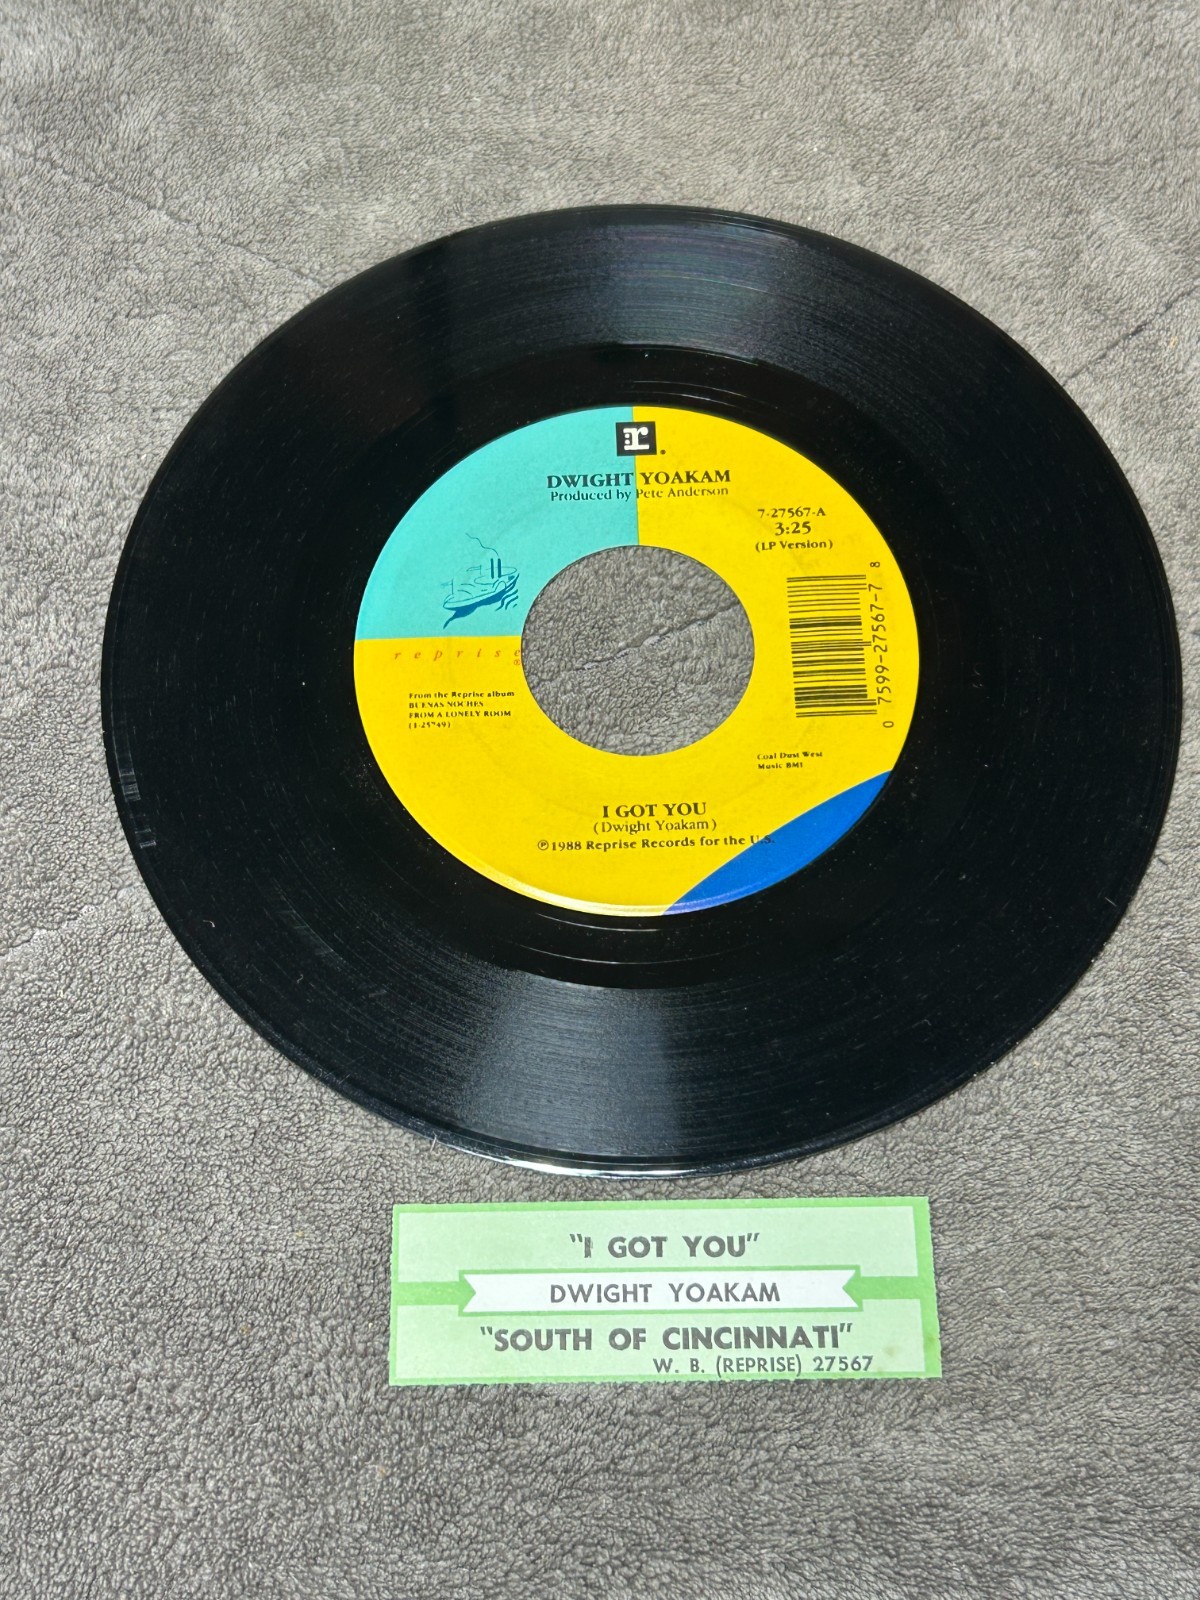 :r.
DWIGHT YOAKAM
Produced by Pete Anderson
7-27567-A
3:25
(LP Version)
reprise
®
From the Reprise album
BUENAS NOCHES
FROM A LONELY ROOM
(1-25749)
0 7599-27567-7 8
Coal Dust West
Music BMI
I GOT YOU
(Dwight Yoakam)
℗1988 Reprise Records for the U.S.
"I GOT YOU"
DWIGHT YOAKAM
"SOUTH OF CINCINNATI"
W. B. (REPRISE) 27567